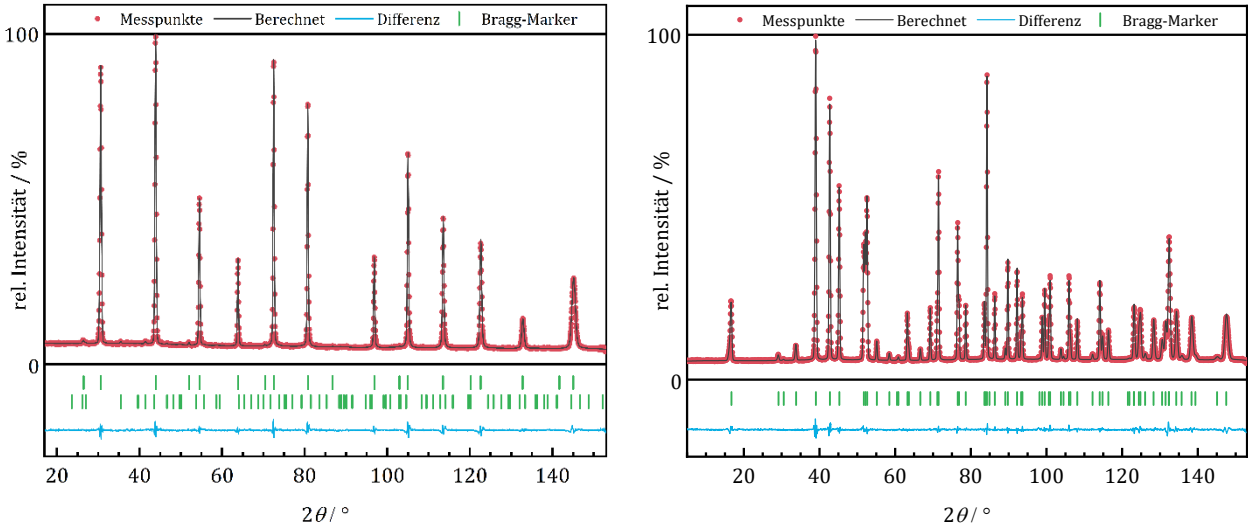 Messpunkte Berechnet Differenz Bragg-Marker
100
0
rel. Intensität / %
20 40 60 80 100 120 140
2θ / °
Messpunkte Berechnet Differenz Bragg-Marker
100
0
rel. Intensität / %
20 40 60 80 100 120 140
2θ / °